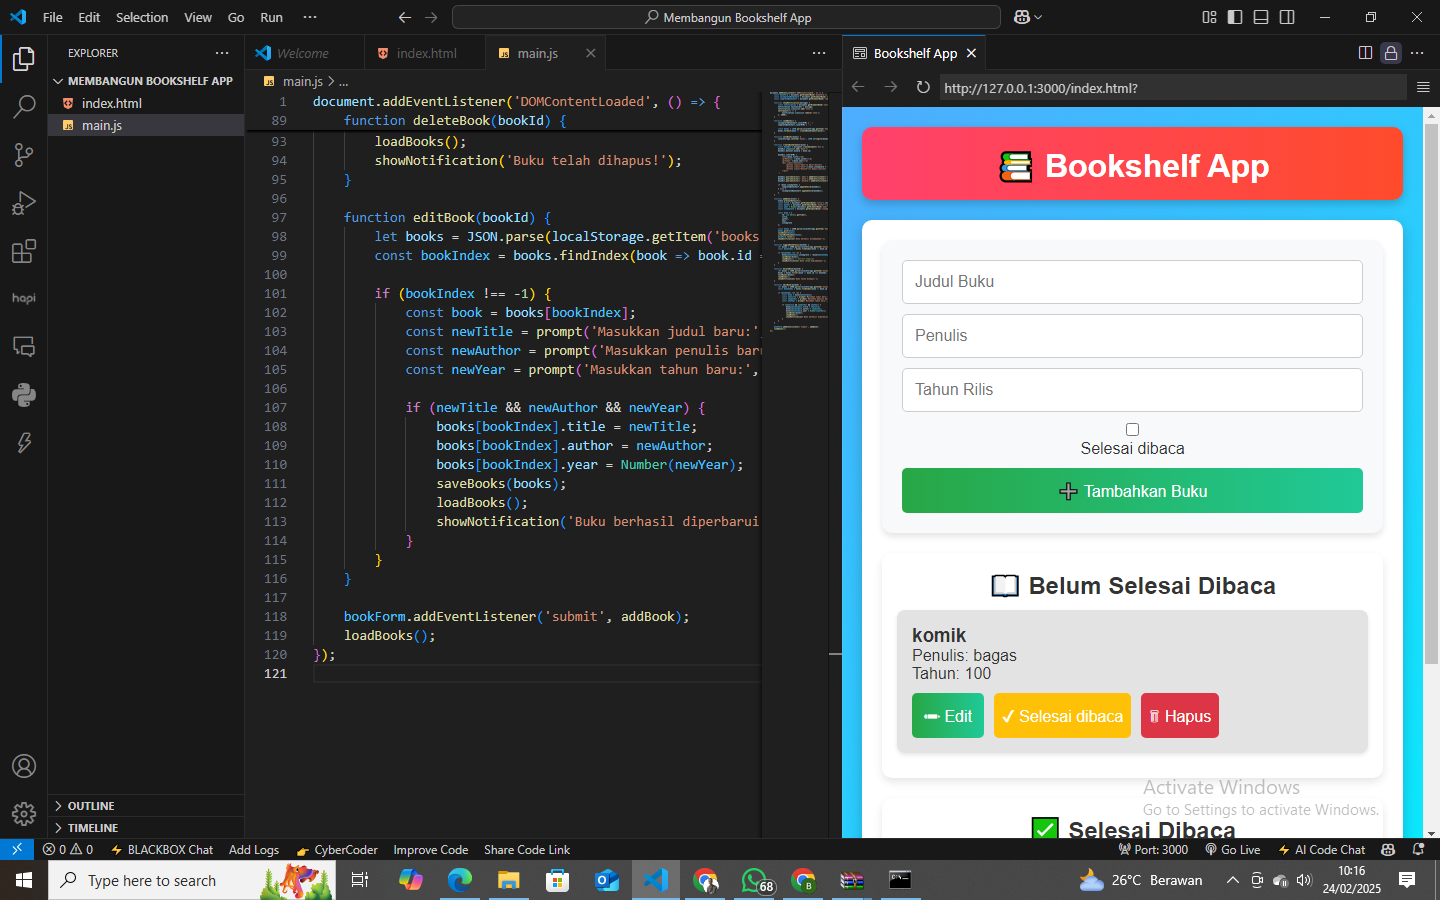 File Edit Selection View Go Run ··· Membangun Bookshelf App
EXPLORER ···
MEMBANGUN BOOKSHELF APP
index.html
main.js
OUTLINE
TIMELINE
Welcome index.html main.js ···
main.js > ...
1 document.addEventListener('DOMContentLoaded', () => {
89 function deleteBook(bookId) {
93 loadBooks();
94 showNotification('Buku telah dihapus!');
95 }
96
97 function editBook(bookId) {
98 let books = JSON.parse(localStorage.getItem('books
99 const bookIndex = books.findIndex(book => book.id =
100
101 if (bookIndex !== -1) {
102 const book = books[bookIndex];
103 const newTitle = prompt('Masukkan judul baru:'
104 const newAuthor = prompt('Masukkan penulis baru
105 const newYear = prompt('Masukkan tahun baru:',
106
107 if (newTitle && newAuthor && newYear) {
108 books[bookIndex].title = newTitle;
109 books[bookIndex].author = newAuthor;
110 books[bookIndex].year = Number(newYear);
111 saveBooks(books);
112 loadBooks();
113 showNotification('Buku berhasil diperbarui
114 }
115 }
116 }
117
118 bookForm.addEventListener('submit', addBook);
119 loadBooks();
120 });
121
Bookshelf App
http://127.0.0.1:3000/index.html?
📚 Bookshelf App
Judul Buku
Penulis
Tahun Rilis
Selesai dibaca
➕ Tambahkan Buku
📖 Belum Selesai Dibaca
komik
Penulis: bagas
Tahun: 100
✏ Edit ✓ Selesai dibaca 🗑 Hapus
✅ Selesai Dibaca
Activate Windows
Go to Settings to activate Windows.
hapi
0 0 BLACKBOX Chat Add Logs CyberCoder Improve Code Share Code Link Port: 3000 Go Live AI Code Chat
Type here to search 68 26°C Berawan 10:16
24/02/2025